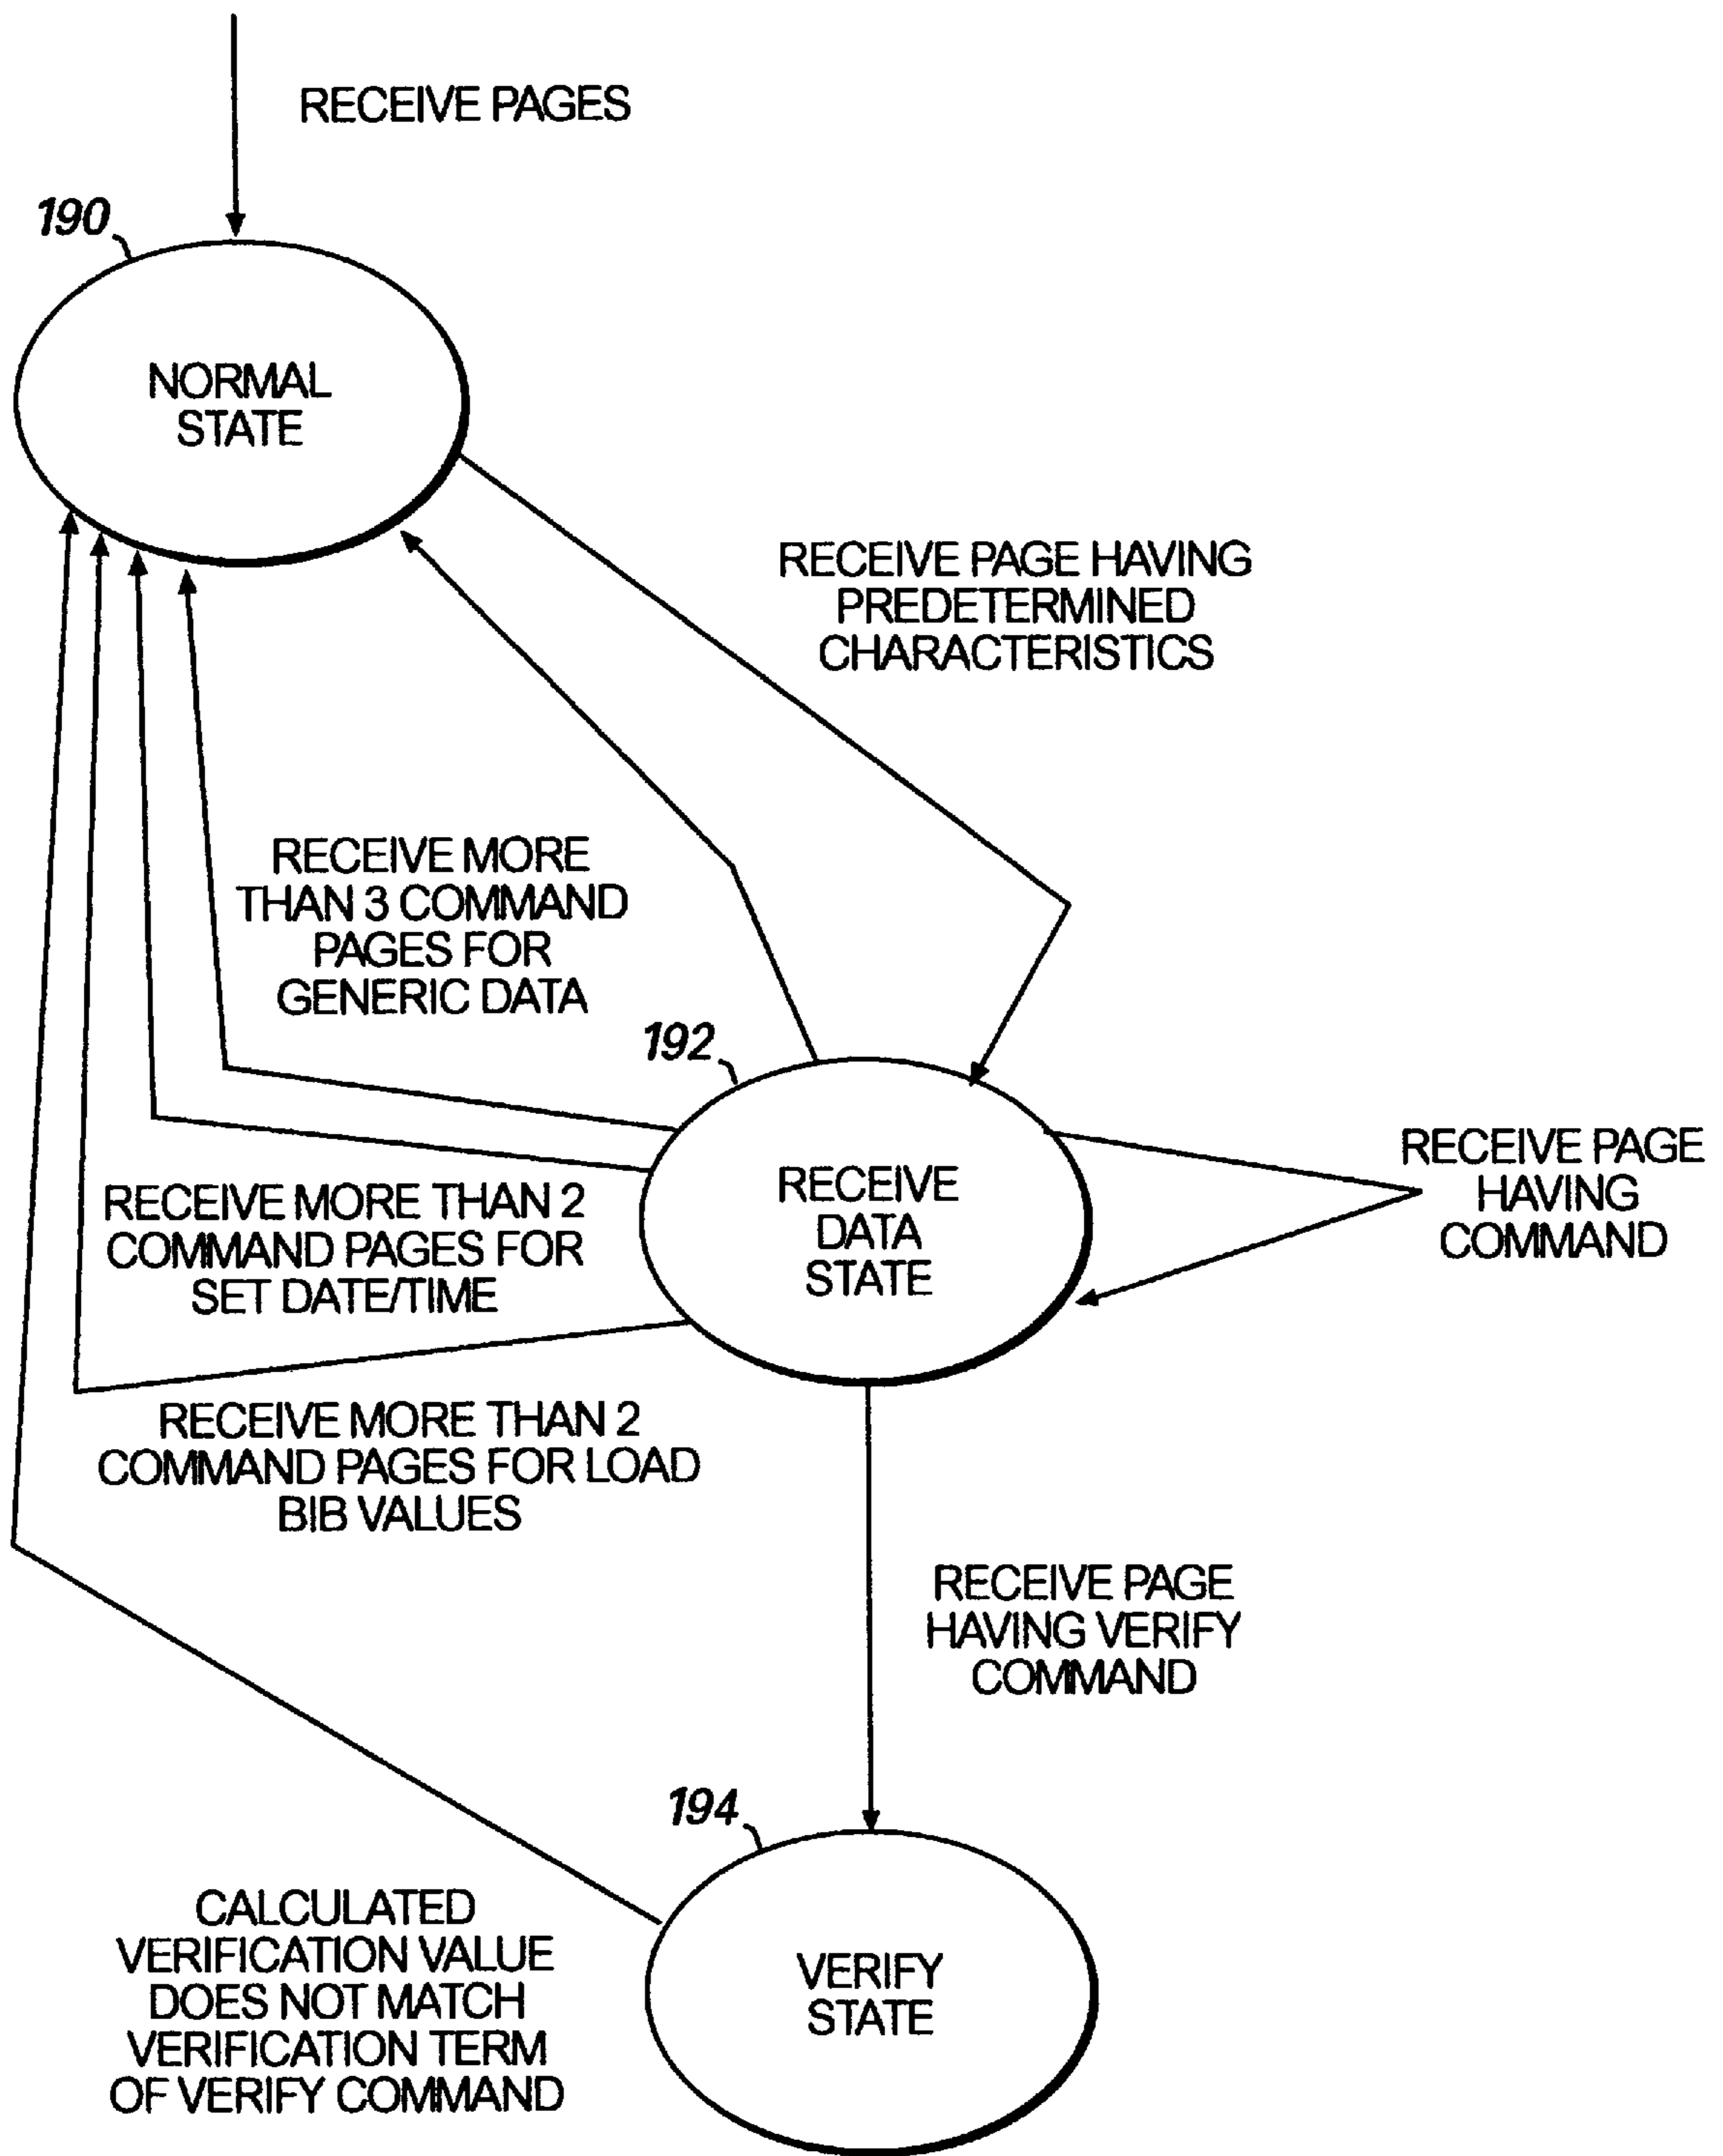 RECEIVE PAGES
190
NORMAL
STATE
RECEIVE PAGE HAVING
PREDETERMINED
CHARACTERISTICS
RECEIVE MORE
THAN 3 COMMAND
PAGES FOR
GENERIC DATA
192
RECEIVE
DATA
STATE
RECEIVE PAGE
HAVING
COMMAND
RECEIVE MORE THAN 2
COMMAND PAGES FOR
SET DATE/TIME
RECEIVE MORE THAN 2
COMMAND PAGES FOR LOAD
BIB VALUES
RECEIVE PAGE
HAVING VERIFY
COMMAND
194
VERIFY
STATE
CALCULATED
VERIFICATION VALUE
DOES NOT MATCH
VERIFICATION TERM
OF VERIFY COMMAND